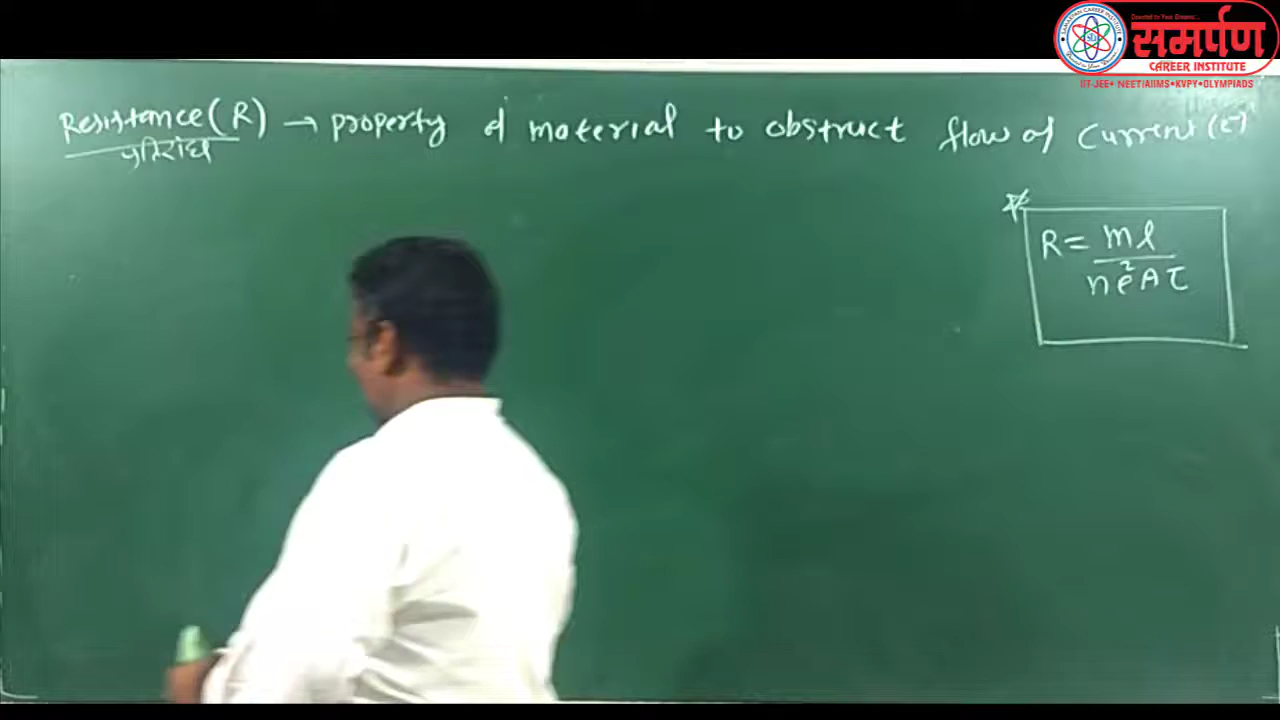 समर्पण
CAREER INSTITUTE
IIT-JEE• NEET|AIIMS •KVPY•OLYMPIADS
Resistance (R) → property of material to obstruct flow of current (e⁻)
प्रतिरोध
R = ml
ne²Aτ